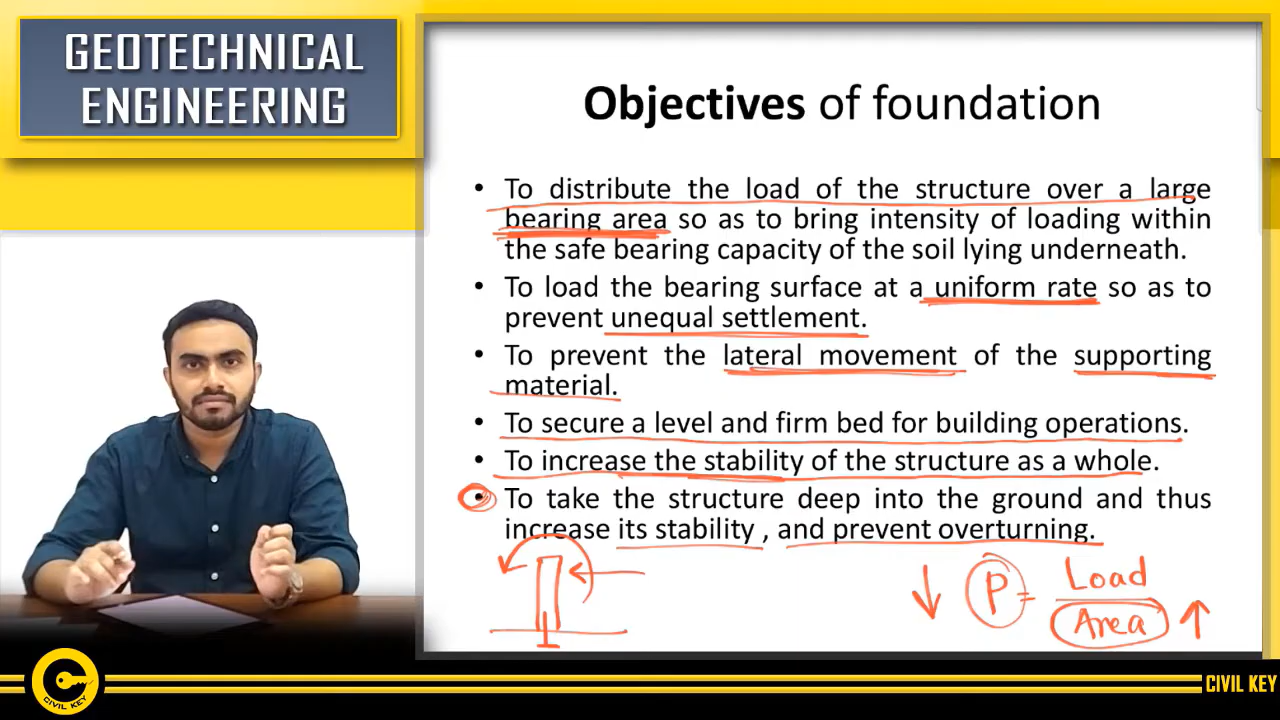 GEOTECHNICAL
ENGINEERING
Objectives of foundation
• To distribute the load of the structure over a large
bearing area so as to bring intensity of loading within
the safe bearing capacity of the soil lying underneath.
• To load the bearing surface at a uniform rate so as to
prevent unequal settlement.
• To prevent the lateral movement of the supporting
material.
• To secure a level and firm bed for building operations.
• To increase the stability of the structure as a whole.
• To take the structure deep into the ground and thus
increase its stability , and prevent overturning.
↓ P = Load
Area ↑
CIVIL KEY
CIVIL KEY